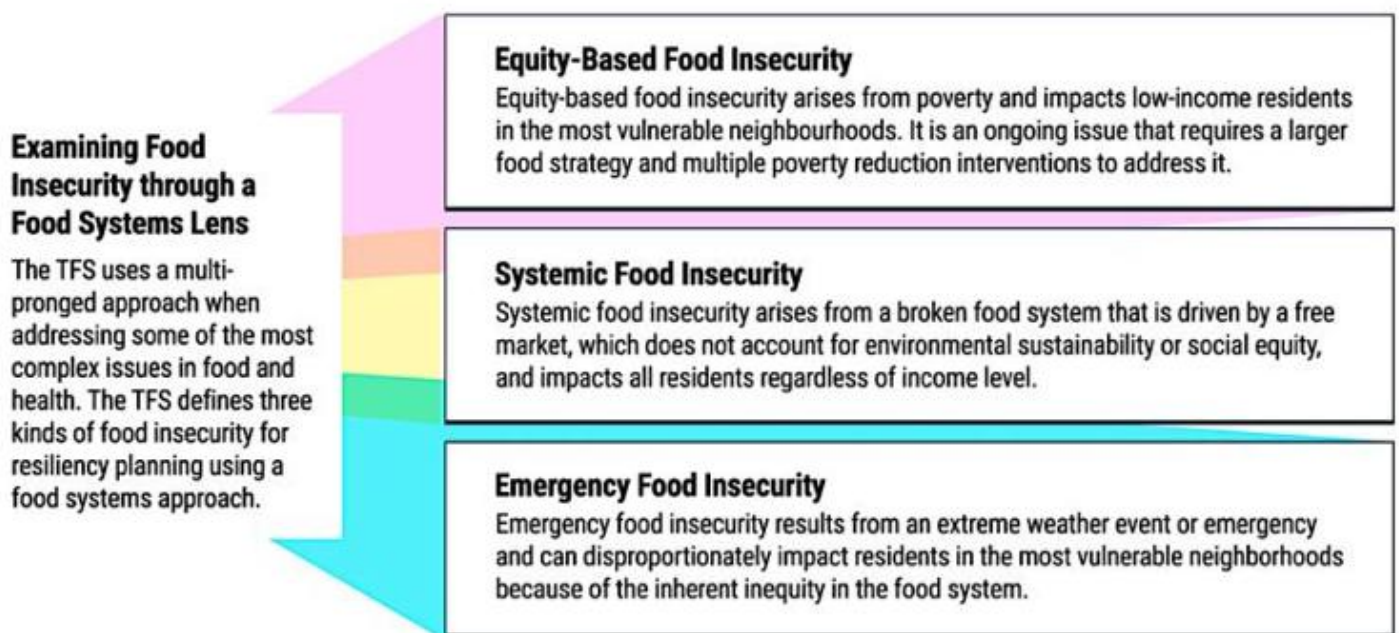 Examining Food
Insecurity through a
Food Systems Lens
The TFS uses a multi-
pronged approach when
addressing some of the most
complex issues in food and
health. The TFS defines three
kinds of food insecurity for
resiliency planning using a
food systems approach.
Equity-Based Food Insecurity
Equity-based food insecurity arises from poverty and impacts low-income residents
in the most vulnerable neighbourhoods. It is an ongoing issue that requires a larger
food strategy and multiple poverty reduction interventions to address it.
Systemic Food Insecurity
Systemic food insecurity arises from a broken food system that is driven by a free
market, which does not account for environmental sustainability or social equity,
and impacts all residents regardless of income level.
Emergency Food Insecurity
Emergency food insecurity results from an extreme weather event or emergency
and can disproportionately impact residents in the most vulnerable neighborhoods
because of the inherent inequity in the food system.